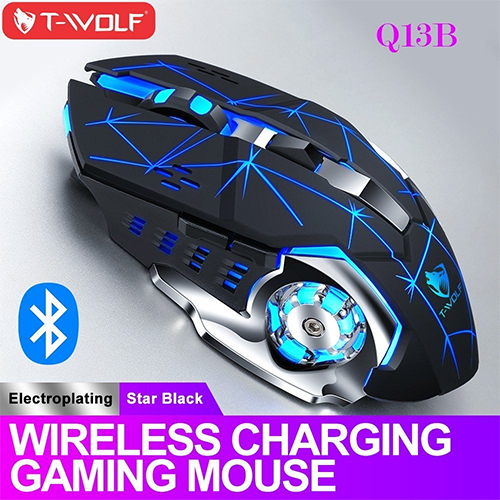 T-WOLF
Q13B
T-WOLF
Electroplating
Star Black
WIRELESS CHARGING
GAMING MOUSE